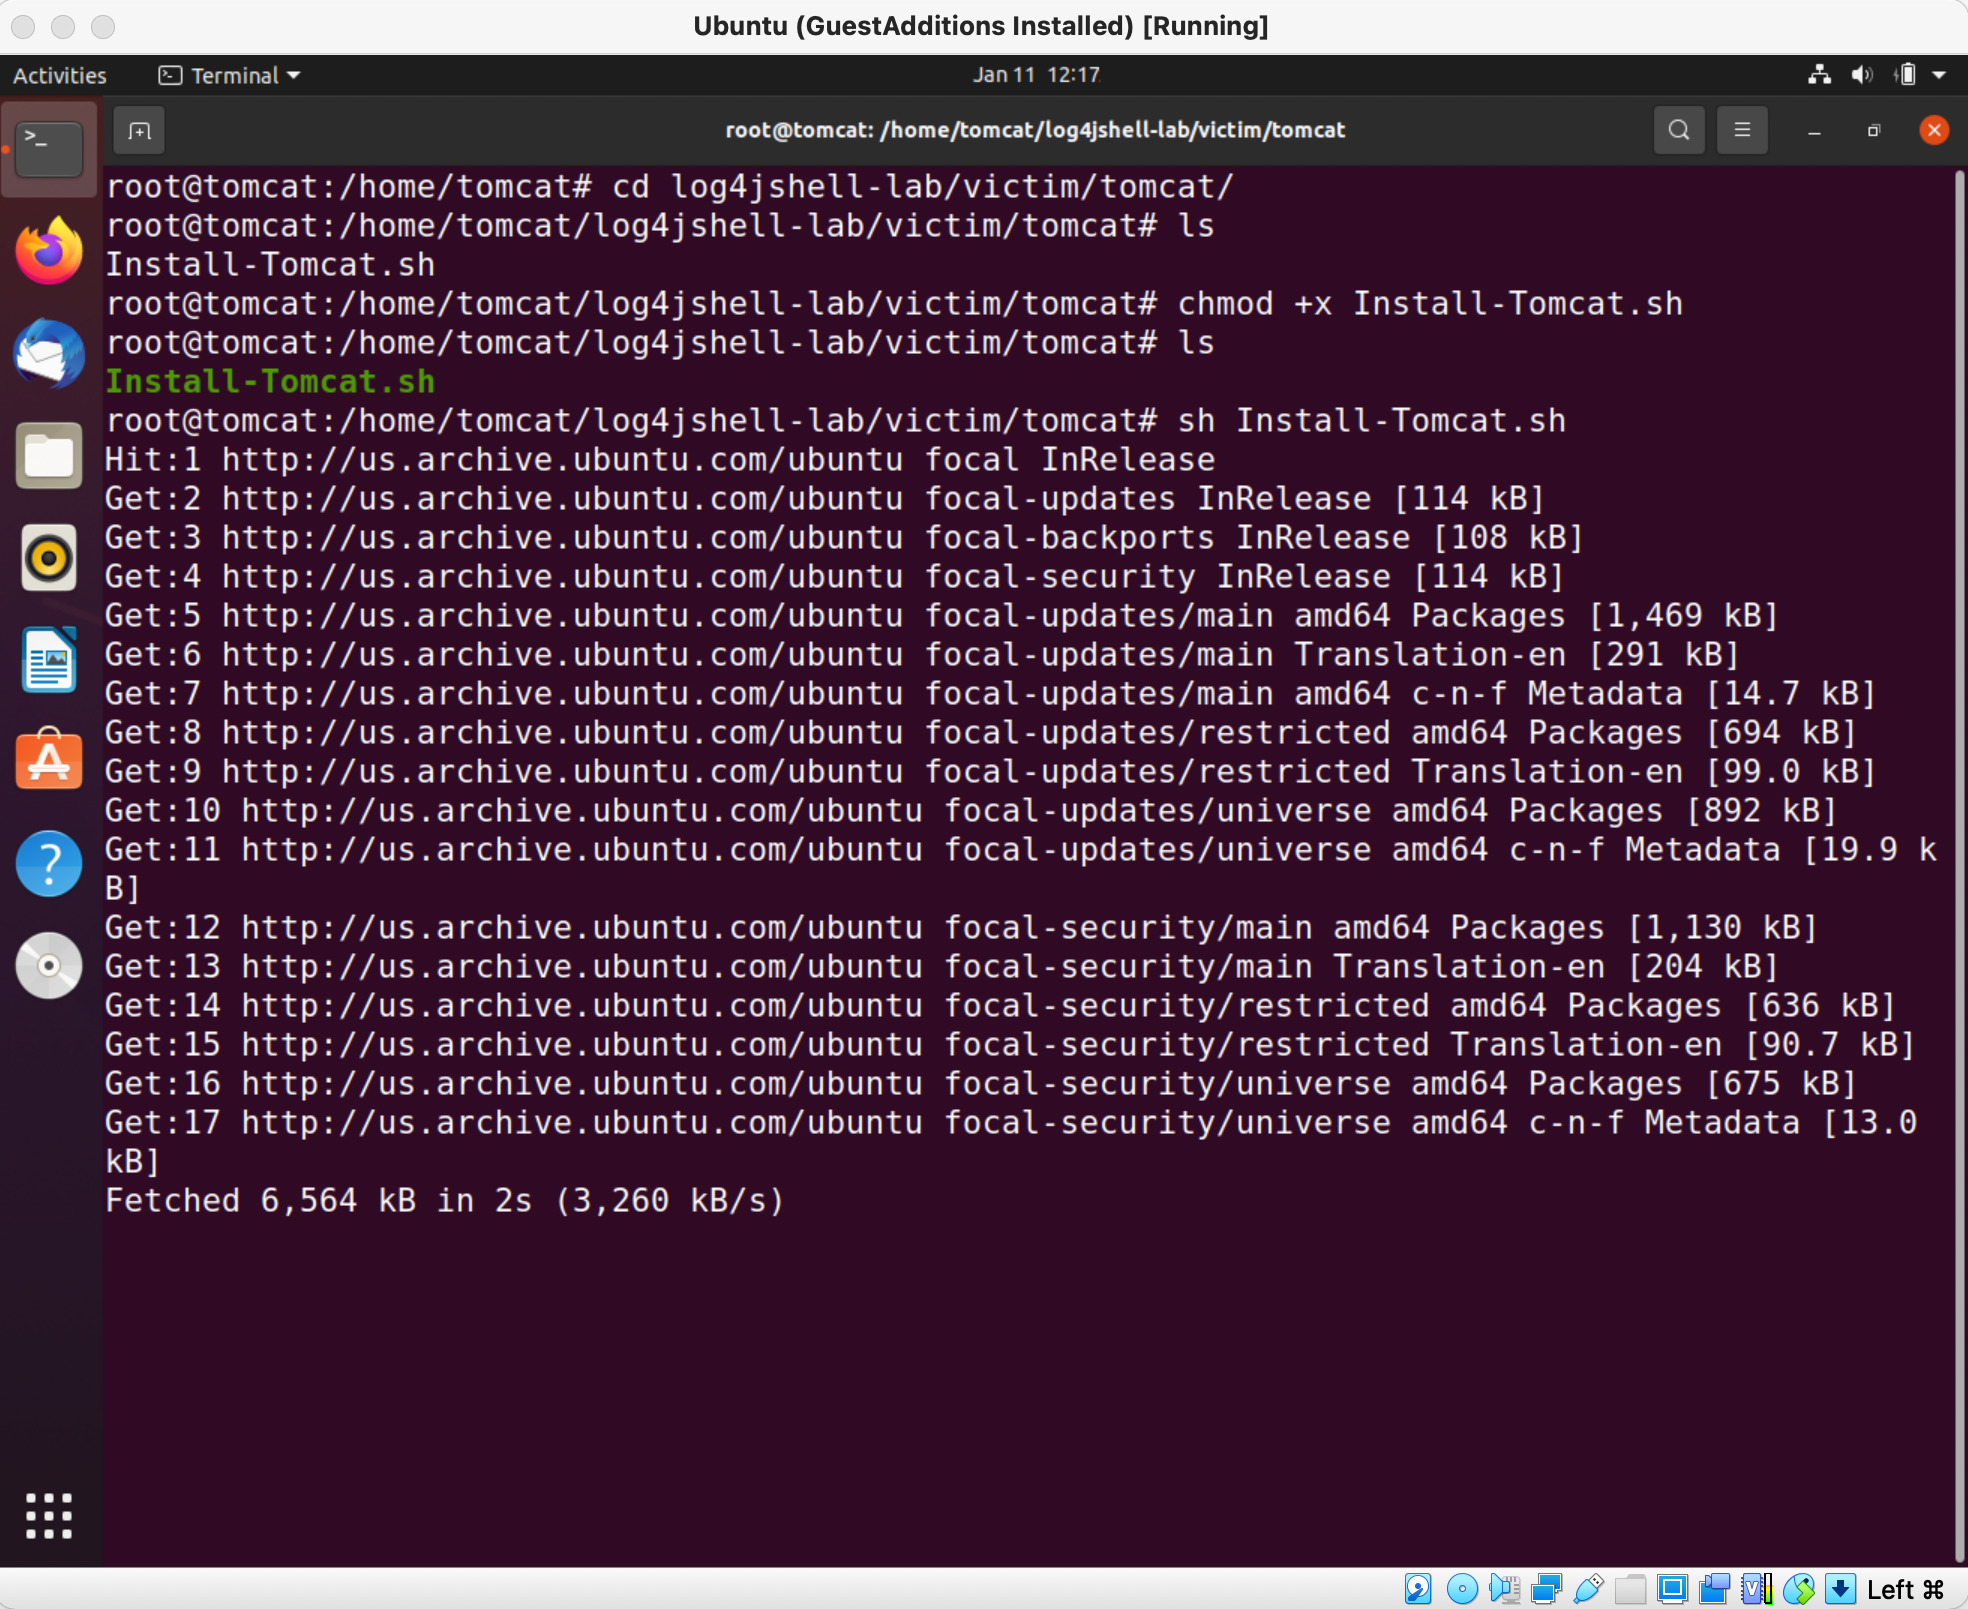 Ubuntu (GuestAdditions Installed) [Running]
Activities
Terminal
Jan 11 12:17
root@tomcat: /home/tomcat/log4jshell-lab/victim/tomcat
root@tomcat:/home/tomcat# cd log4jshell-lab/victim/tomcat/
root@tomcat:/home/tomcat/log4jshell-lab/victim/tomcat# ls
Install-Tomcat.sh
root@tomcat:/home/tomcat/log4jshell-lab/victim/tomcat# chmod +x Install-Tomcat.sh
root@tomcat:/home/tomcat/log4jshell-lab/victim/tomcat# ls
Install-Tomcat.sh
root@tomcat:/home/tomcat/log4jshell-lab/victim/tomcat# sh Install-Tomcat.sh
Hit:1 http://us.archive.ubuntu.com/ubuntu focal InRelease
Get:2 http://us.archive.ubuntu.com/ubuntu focal-updates InRelease [114 kB]
Get:3 http://us.archive.ubuntu.com/ubuntu focal-backports InRelease [108 kB]
Get:4 http://us.archive.ubuntu.com/ubuntu focal-security InRelease [114 kB]
Get:5 http://us.archive.ubuntu.com/ubuntu focal-updates/main amd64 Packages [1,469 kB]
Get:6 http://us.archive.ubuntu.com/ubuntu focal-updates/main Translation-en [291 kB]
Get:7 http://us.archive.ubuntu.com/ubuntu focal-updates/main amd64 c-n-f Metadata [14.7 kB]
Get:8 http://us.archive.ubuntu.com/ubuntu focal-updates/restricted amd64 Packages [694 kB]
Get:9 http://us.archive.ubuntu.com/ubuntu focal-updates/restricted Translation-en [99.0 kB]
Get:10 http://us.archive.ubuntu.com/ubuntu focal-updates/universe amd64 Packages [892 kB]
Get:11 http://us.archive.ubuntu.com/ubuntu focal-updates/universe amd64 c-n-f Metadata [19.9 k
B]
Get:12 http://us.archive.ubuntu.com/ubuntu focal-security/main amd64 Packages [1,130 kB]
Get:13 http://us.archive.ubuntu.com/ubuntu focal-security/main Translation-en [204 kB]
Get:14 http://us.archive.ubuntu.com/ubuntu focal-security/restricted amd64 Packages [636 kB]
Get:15 http://us.archive.ubuntu.com/ubuntu focal-security/restricted Translation-en [90.7 kB]
Get:16 http://us.archive.ubuntu.com/ubuntu focal-security/universe amd64 Packages [675 kB]
Get:17 http://us.archive.ubuntu.com/ubuntu focal-security/universe amd64 c-n-f Metadata [13.0
kB]
Fetched 6,564 kB in 2s (3,260 kB/s)
Left ⌘